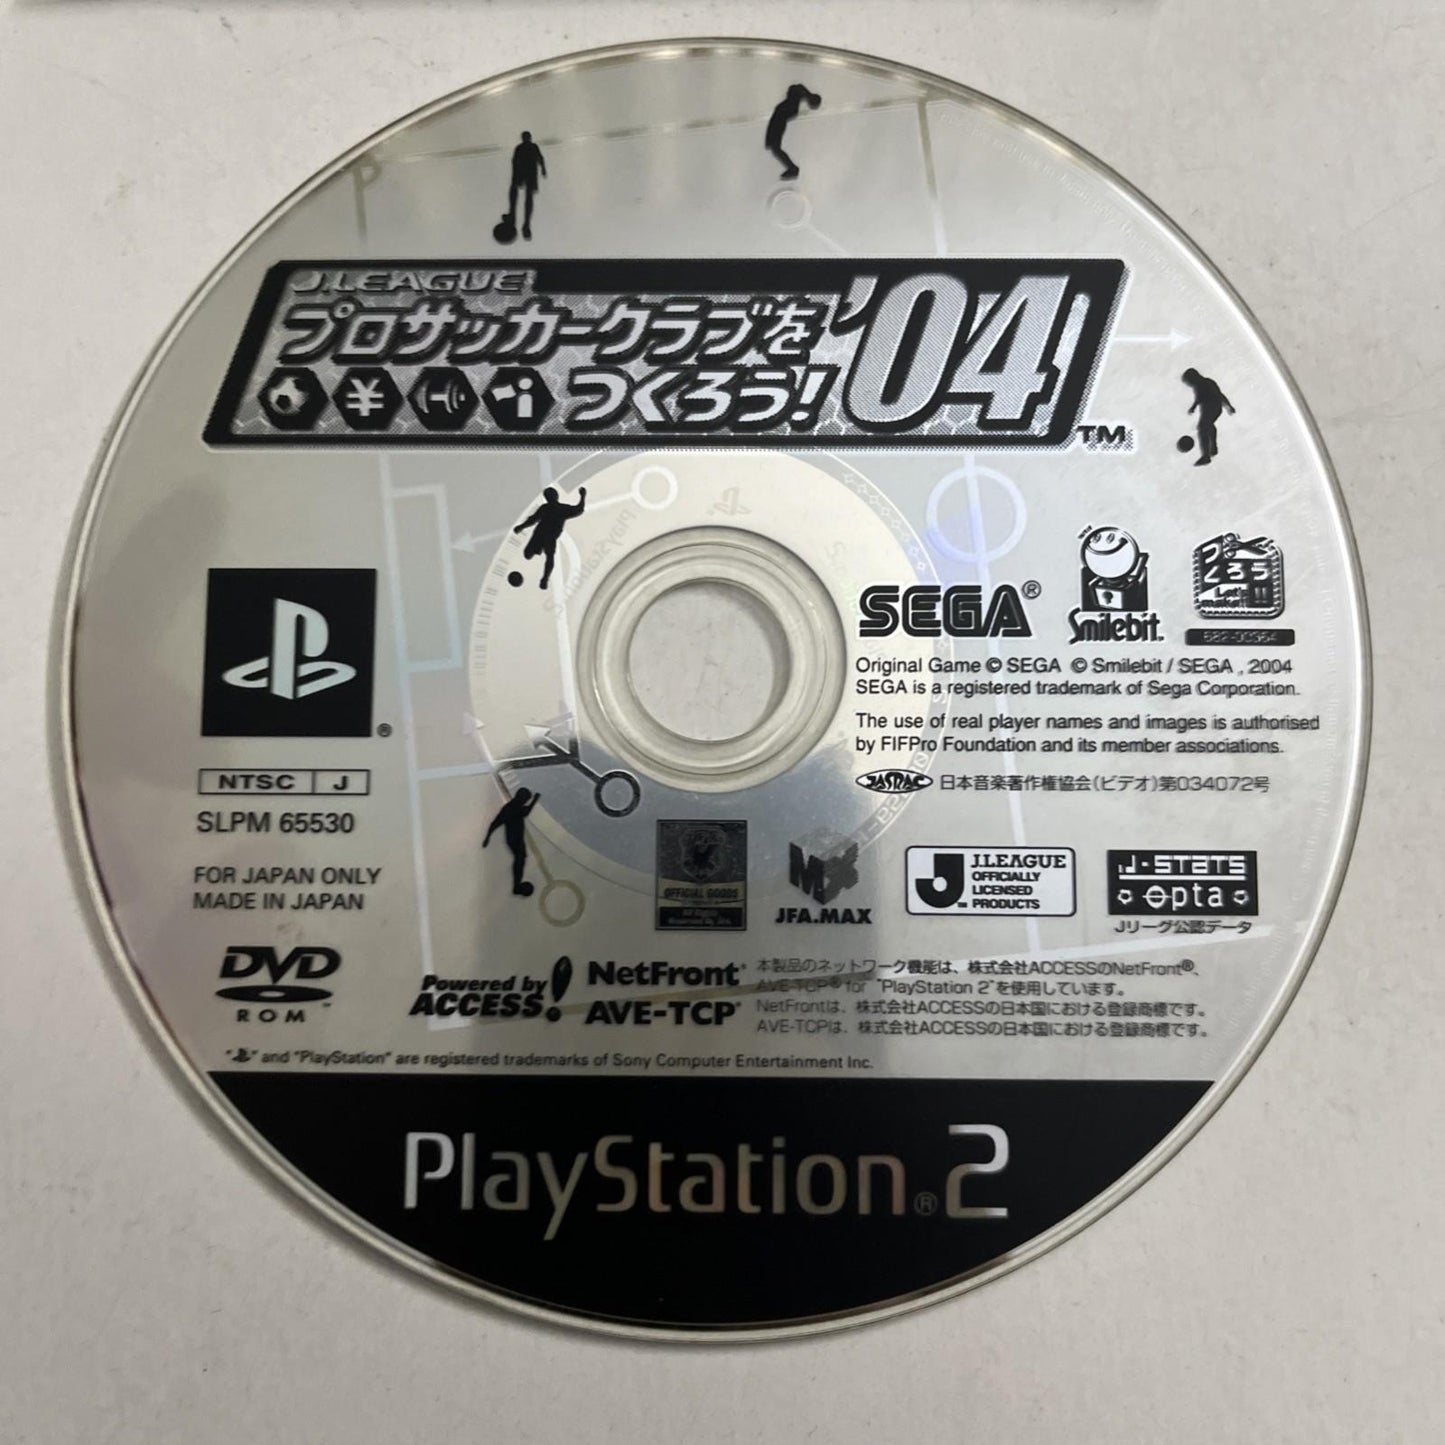 J.LEAGUE
プロサッカークラブを
つくろう! '04
TM
SEGA®
Smilebit.
®
NTSC J
SLPM 65530
FOR JAPAN ONLY
MADE IN JAPAN
Original Game © SEGA © Smilebit / SEGA , 2004
SEGA is a registered trademark of Sega Corporation.
The use of real player names and images is authorised
by FIFPro Foundation and its member associations.
JASRAC 日本音楽著作権協会(ビデオ)第034072号
OFFICIAL GOODS
JFA.MAX
J.LEAGUE
OFFICIALLY
LICENSED
PRODUCTS
J·STATS
Opta
Jリーグ公認データ
DVD
ROM
Powered by
ACCESS
NetFront®
AVE-TCP®
本製品のネットワーク機能は、株式会社ACCESSのNetFront®、
AVE-TCP® for "PlayStation 2"を使用しています。
NetFrontは、株式会社ACCESSの日本国における登録商標です。
AVE-TCPは、株式会社ACCESSの日本国における登録商標です。
" " and "PlayStation" are registered trademarks of Sony Computer Entertainment Inc.
PlayStation®2